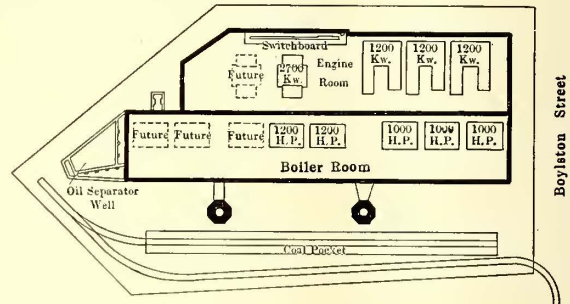 Switchboard
1200 Kw.
1200 Kw.
1200 Kw.
Future
2700 Kw.
Engine Room
Future
Future
Future
1200 H.P.
1200 H.P.
1000 H.P.
1000 H.P.
1000 H.P.
Boiler Room
Oil Separator
Well
Coal Pocket
Boylston Street